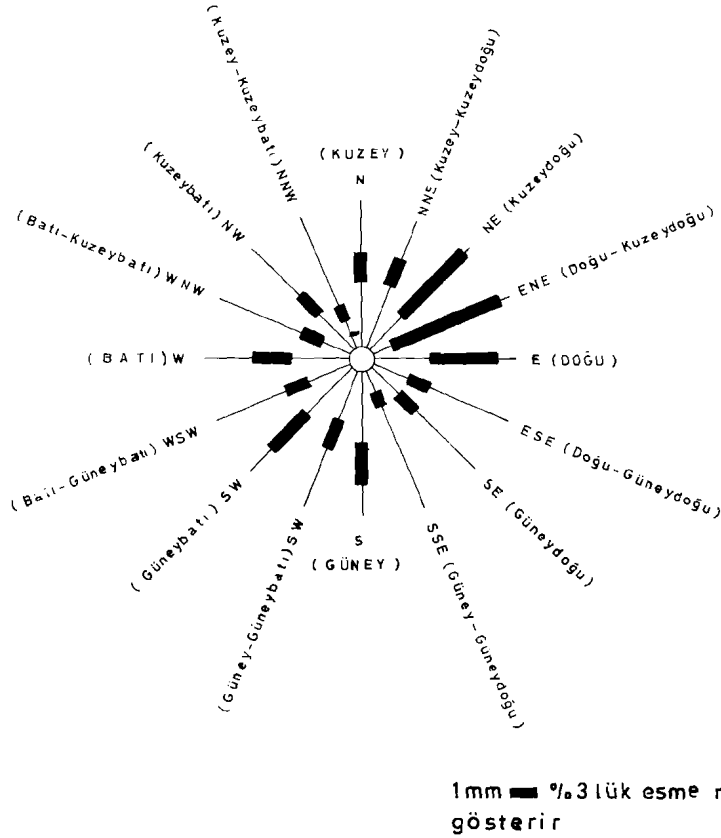 (KUZEY)
N
NNE (Kuzey-Kuzeydoğu)
NE (Kuzeydoğu)
ENE (Doğu-Kuzeydoğu)
E (DOĞU)
ESE (Doğu-Güneydoğu)
SE (Güneydoğu)
SSE (Güney-Güneydoğu)
S
(GÜNEY)
(Güney-Güneybatı) SW
(Güneybatı) SW
(Batı-Güneybatı) WSW
(BATI) W
(Batı-Kuzeybatı) WNW
(Kuzeybatı) NW
(Kuzey-Kuzeybatı) NNW
1mm %3 lük esme
gösterir